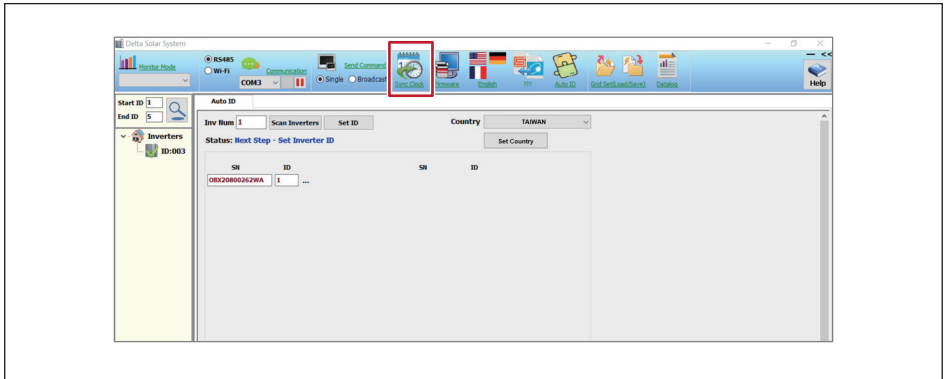 Delta Solar System
Monitor Mode
RS485
Wi-Fi
Communication
COM3
Send Command
Single Broadcast
Sync Clock
Firmware
English
???
Auto ID
Grid Set(Load/Save)
Datalog
<<
Help
Start ID 1
End ID 5
Inverters
ID:003
Auto ID
Inv Num 1 Scan Inverters Set ID Country TAIWAN
Status: Next Step - Set Inverter ID Set Country
SN ID SN ID
OBX20800262WA 1 ...